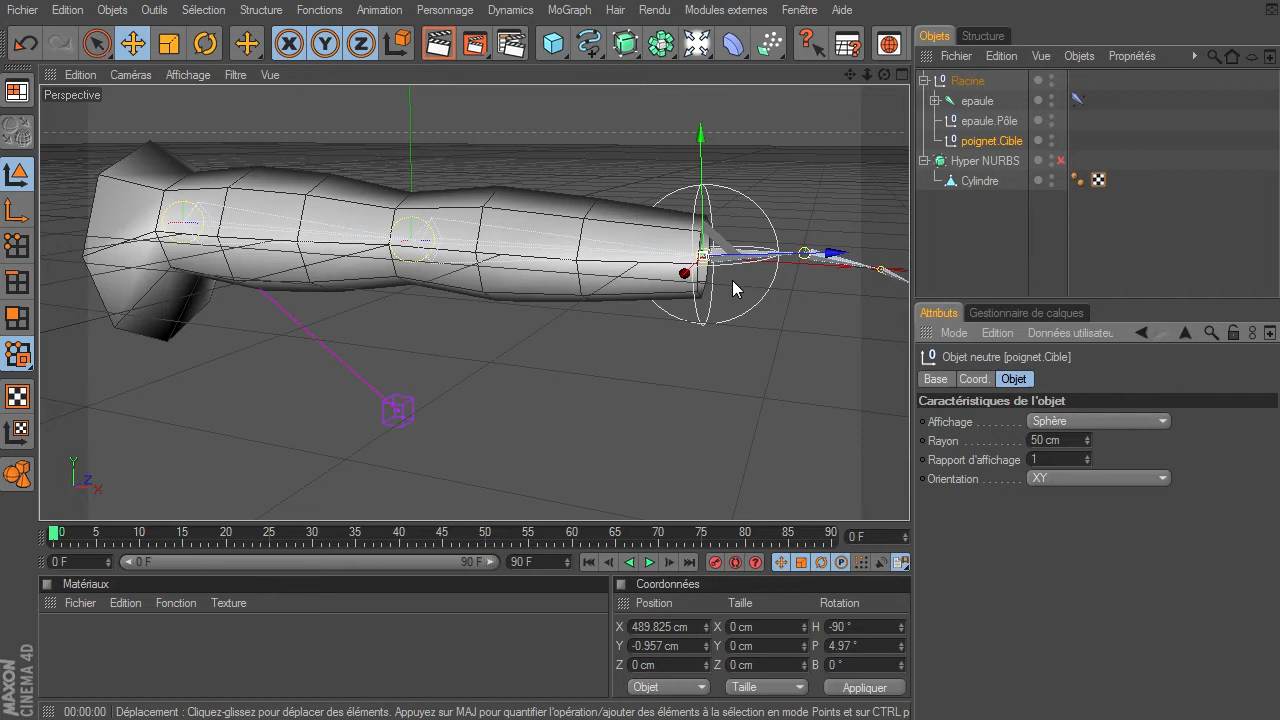 Fichier Edition Outils Sélection Structure Fonctions Animation Personnage Dynamics MoGraph Hair Rendu Modules externes Fenêtre Aide
Objets Structure
Fichier Edition Vue Objets Propriétés
Edition Caméras Affichage Filtre Vue
Perspective
Racine
epaule
epaule.Pôle
poignet.Cible
Hyper NURBS
Cylindre
Y
Z
X
Attributs Gestionnaire de calques
Mode Edition Données utilisateu
Objet neutre [poignet.Cible]
Base Coord. Objet
Caractéristiques de l'objet
Affichage . . . . . . . Sphère
Rayon . . . . . . . . . 50 cm
Rapport d'affichage 1
Orientation . . . . . . XY
0 5 10 15 20 25 30 35 40 45 50 55 60 65 70 75 80 85 90 0 F
0 F 0 F 90 F 90 F
Matériaux
Fichier Edition Fonction Texture
Coordonnées
Position Taille Rotation
X 489.825 cm X 0 cm H -90 °
Y -0.957 cm Y 0 cm P 4.97 °
Z 0 cm Z 0 cm B 0 °
Objet Taille Appliquer
MAXON
CINEMA 4D
00:00:00 Déplacement : Cliquez-glissez pour déplacer des éléments. Appuyez sur MAJ pour quantifier l'opération/ajouter des éléments à la sélection en mode Points et sur CTRL p